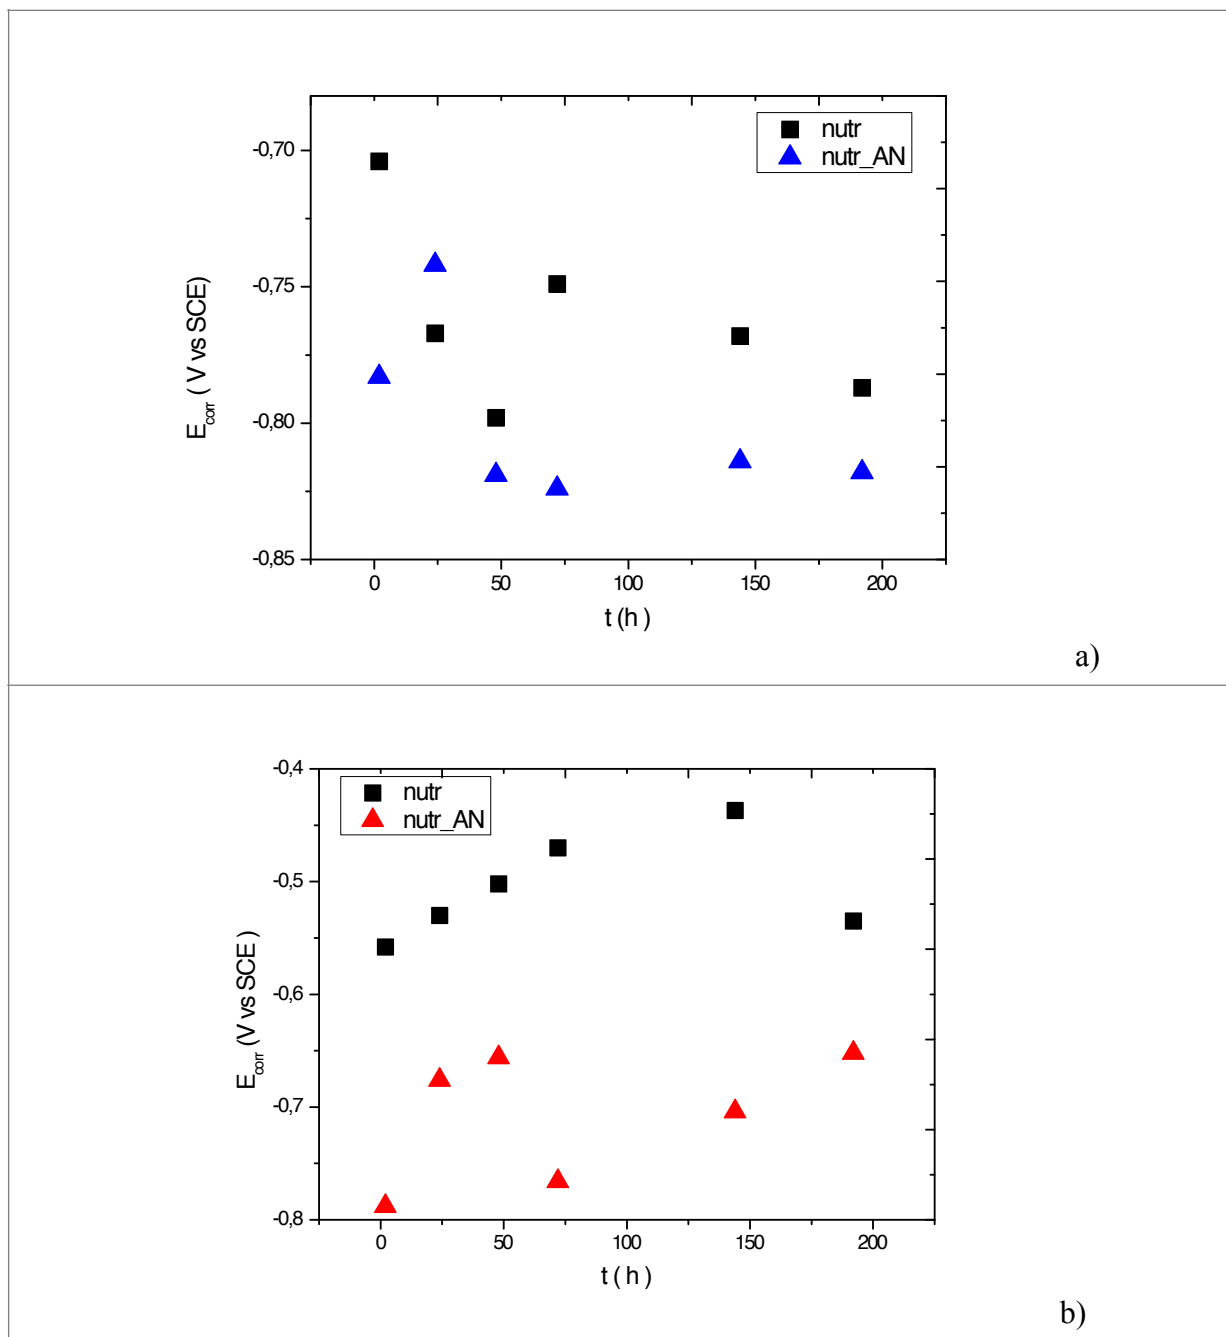 nutr
nutr_AN
-0,70
-0,75
-0,80
-0,85
E_corr ( V vs SCE)
0 50 100 150 200
t (h )
a)
nutr
nutr_AN
-0,4
-0,5
-0,6
-0,7
-0,8
E_corr (V vs SCE )
0 50 100 150 200
t ( h )
b)